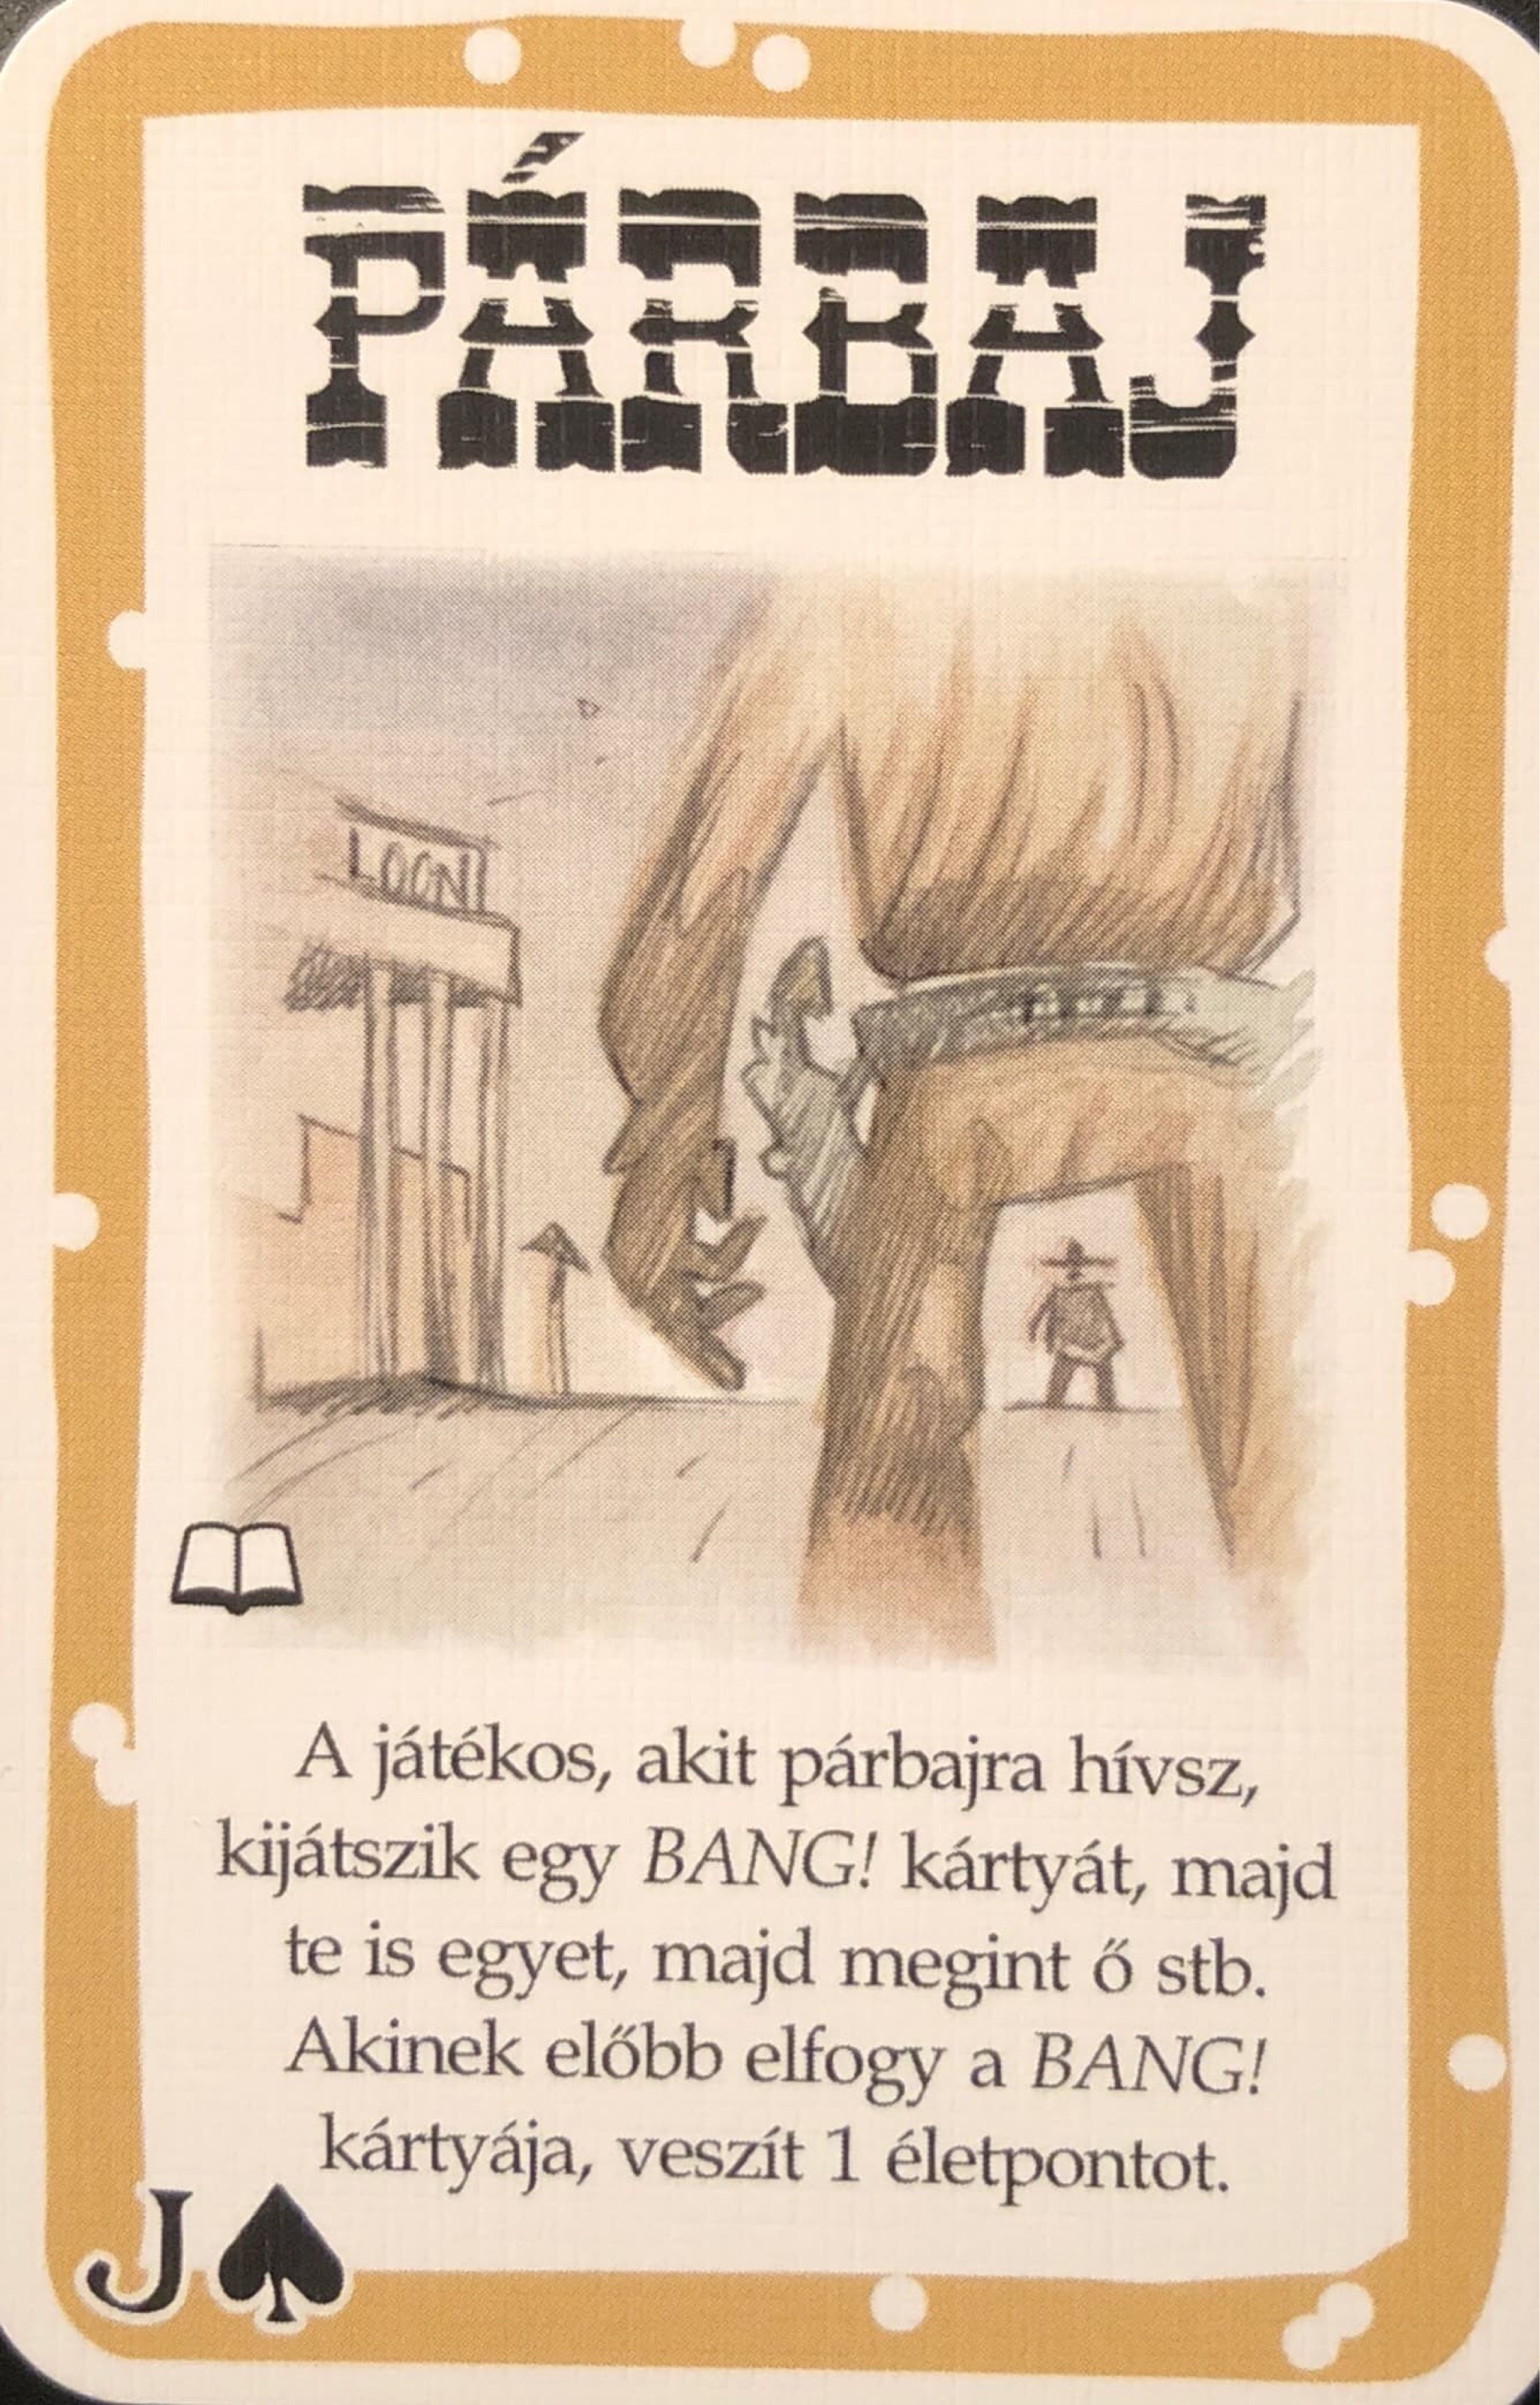 PÁRBAJ
LOON
A játékos, akit párbajra hívsz,
kijátszik egy BANG! kártyát, majd
te is egyet, majd megint ő stb.
Akinek előbb elfogy a BANG!
kártyája, veszít 1 életpontot.
J♠